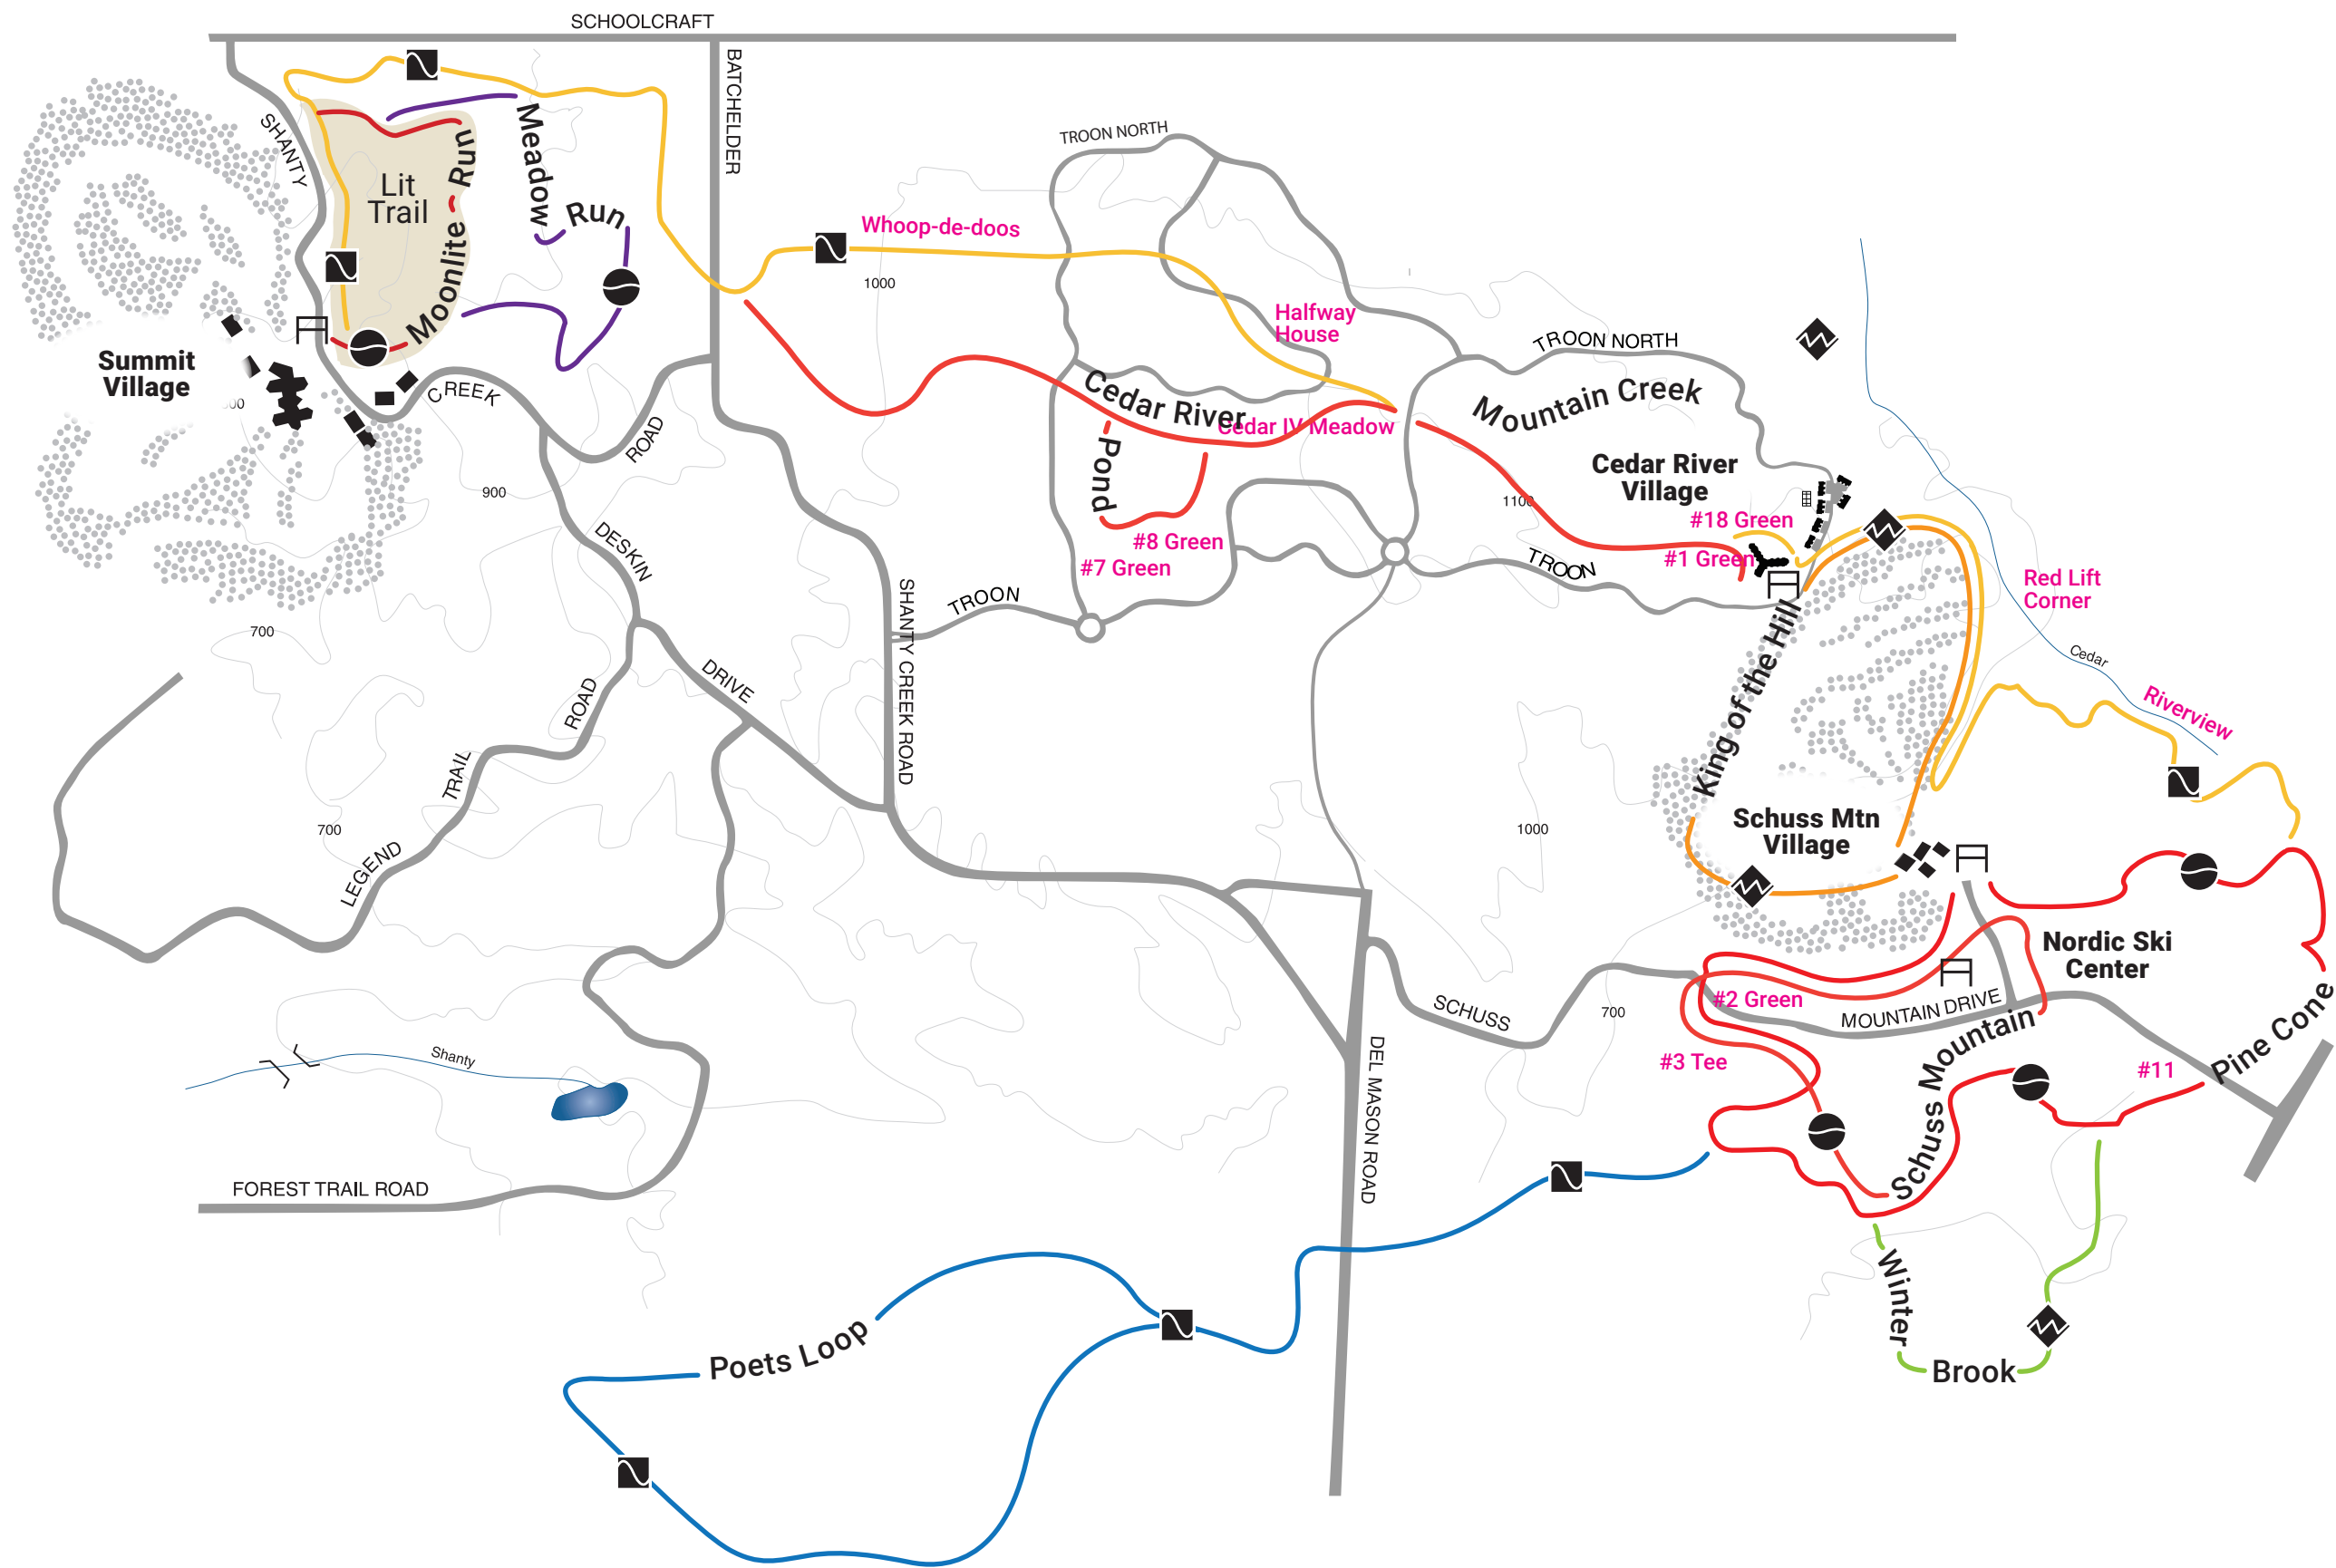 SCHOOLCRAFT
BATCHELDER
SHANTY
Lit
Trail
Moonlite
Run
Meadow
Run
TROON NORTH
Whoop-de-doos
1000
Halfway
House
TROON NORTH
Summit
Village
CREEK
ROAD
Cedar River
Cedar IV Meadow
Mountain Creek
Pond
Cedar River
Village
900
1100
#18 Green
#8 Green
#1 Green
#7 Green
DESKIN
TROON
TROON
Red Lift
Corner
700
SHANTY CREEK ROAD
King of the Hill
Cedar
DRIVE
ROAD
Riverview
TRAIL
700
LEGEND
1000
Schuss Mtn
Village
Nordic Ski
Center
#2 Green
SCHUSS
700
MOUNTAIN DRIVE
Pine Cone
Shanty
#3 Tee
#11
Schuss Mountain
DEL MASON ROAD
FOREST TRAIL ROAD
Winter
Poets Loop
Brook